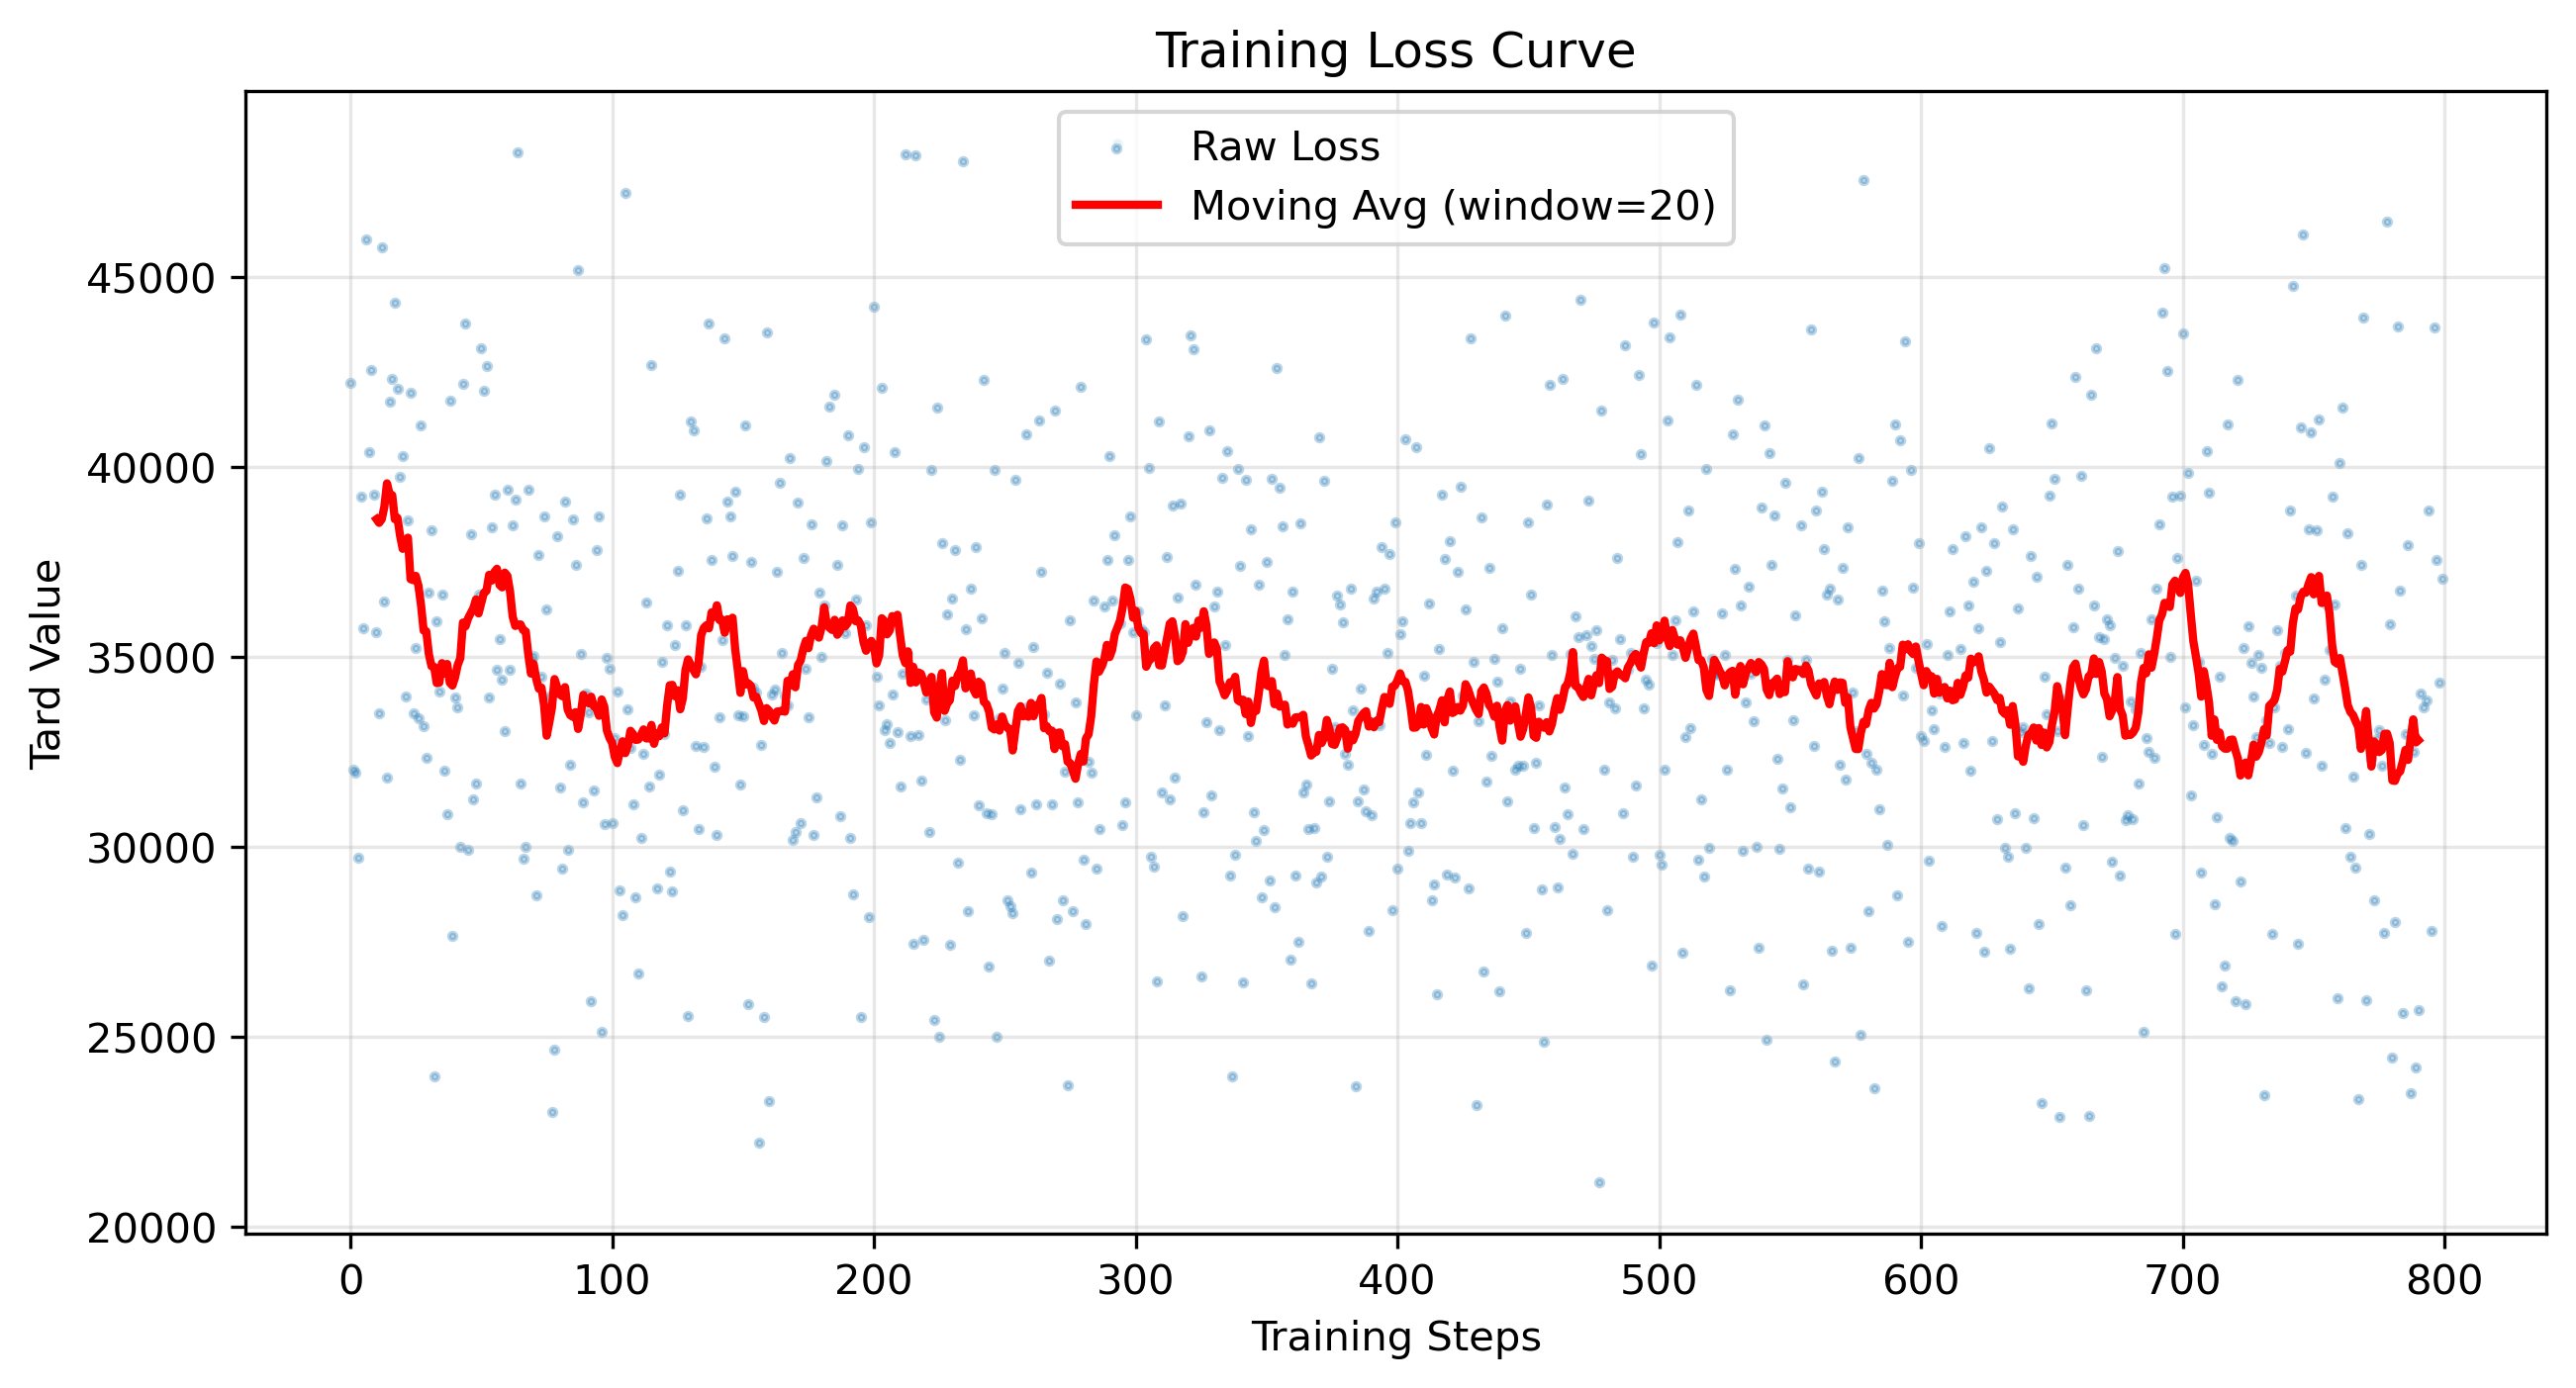 Training Loss Curve
Raw Loss
Moving Avg (window=20)
Tard Value
45000
40000
35000
30000
25000
20000
0 100 200 300 400 500 600 700 800
Training Steps